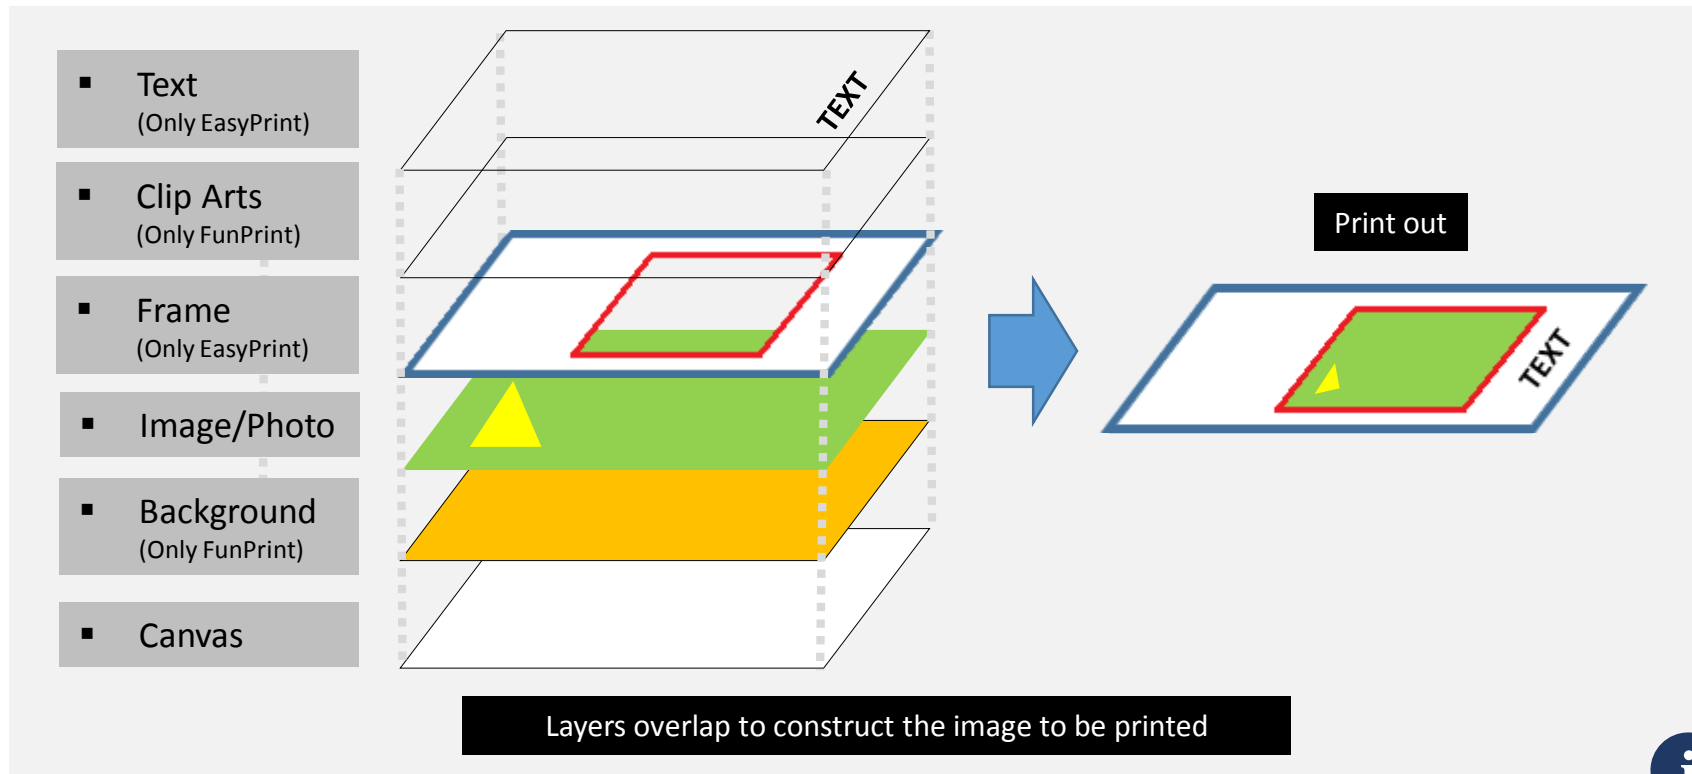 ▪ Text
(Only EasyPrint)
▪ Clip Arts
(Only FunPrint)
▪ Frame
(Only EasyPrint)
▪ Image/Photo
▪ Background
(Only FunPrint)
▪ Canvas
TEXT
Print out
TEXT
Layers overlap to construct the image to be printed
i